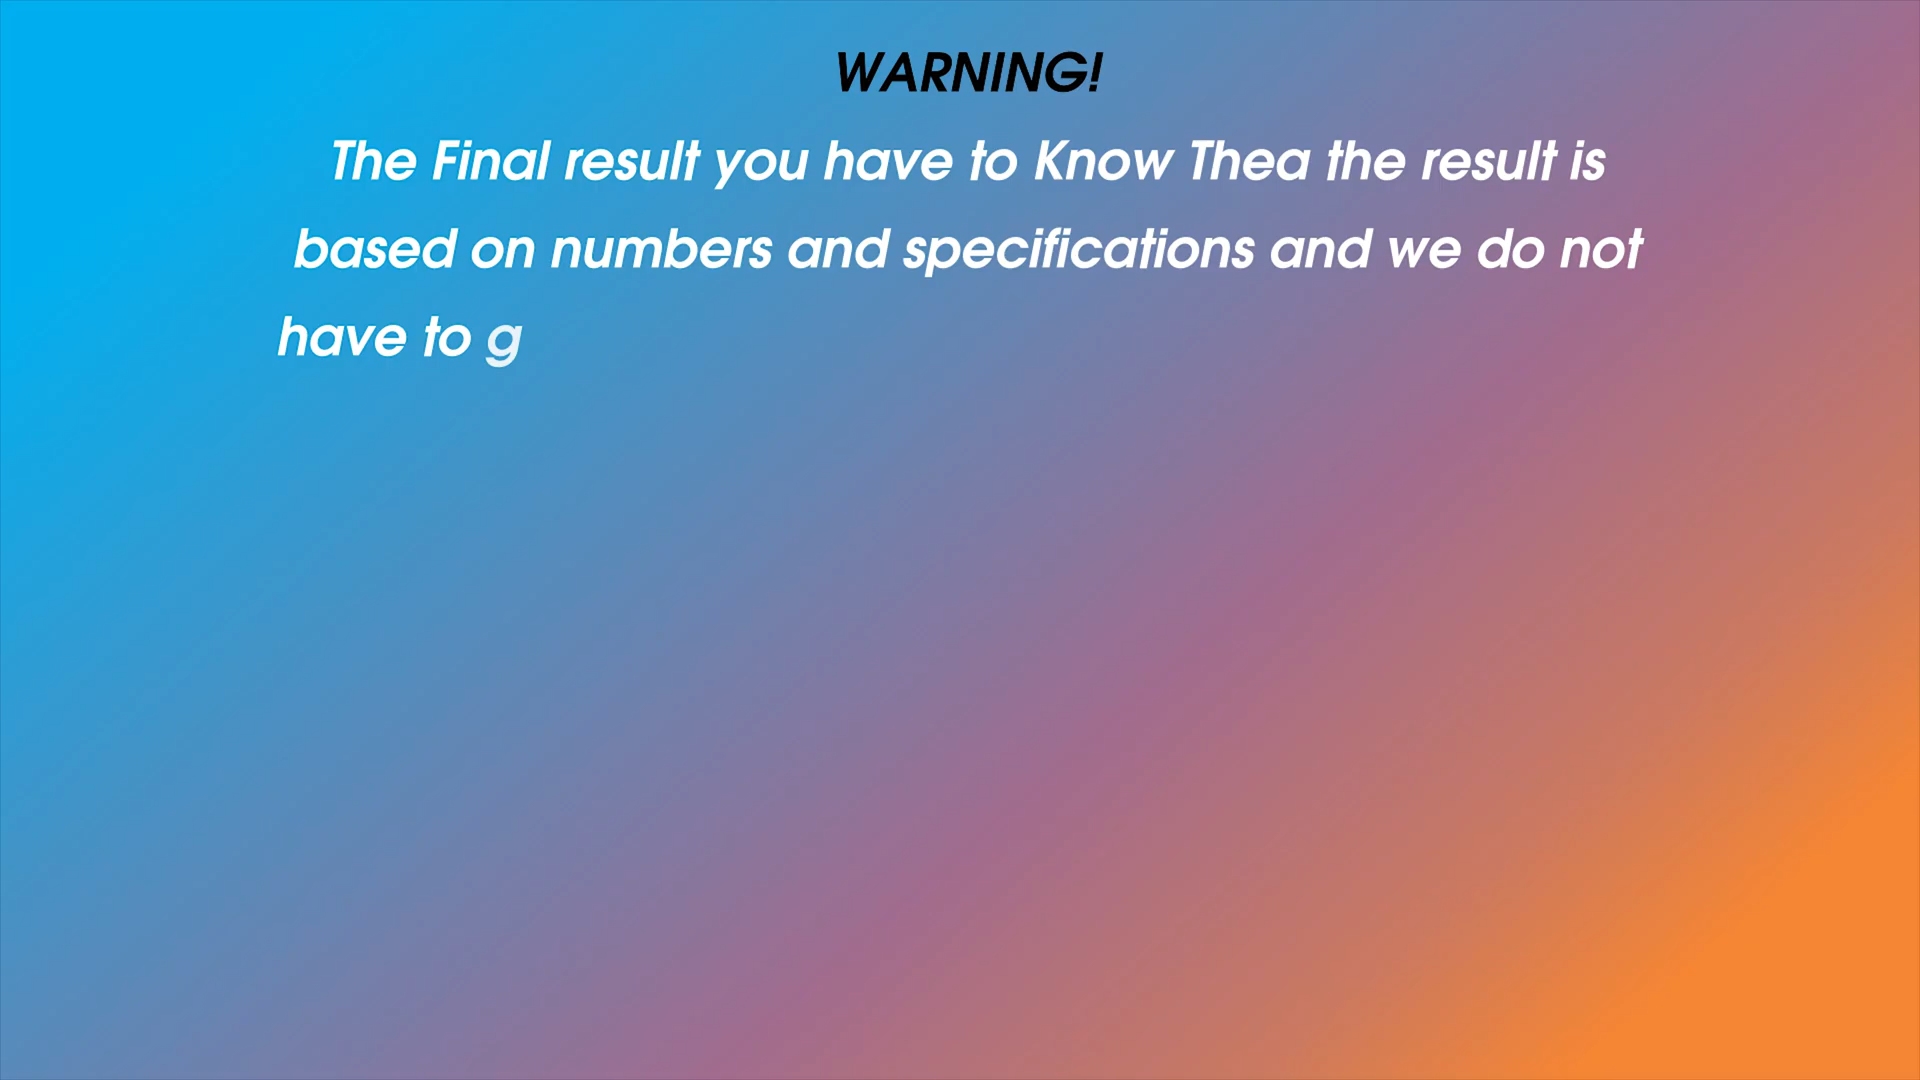 WARNING!
The Final result you have to Know Thea the result is
based on numbers and specifications and we do not
have to g